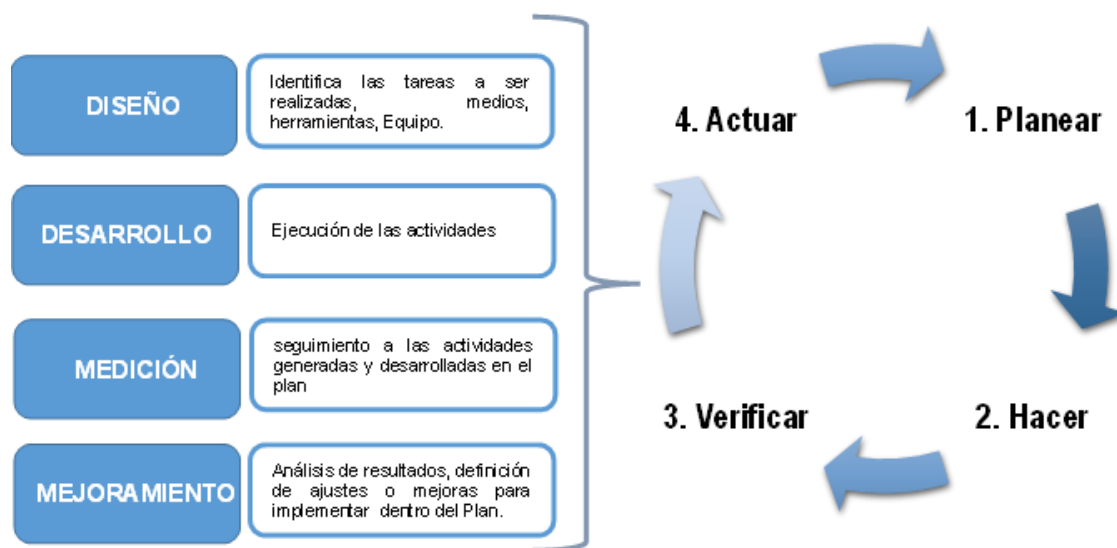 DISEÑO
Identifica las tareas a ser
realizadas, medios,
herramientas, Equipo.
DESARROLLO
Ejecución de las actividades
MEDICIÓN
seguimiento a las actividades
generadas y desarrolladas en el
plan
MEJORAMIENTO
Análisis de resultados, definición
de ajustes o mejoras para
implementar dentro del Plan.
4. Actuar
1. Planear
3. Verificar
2. Hacer